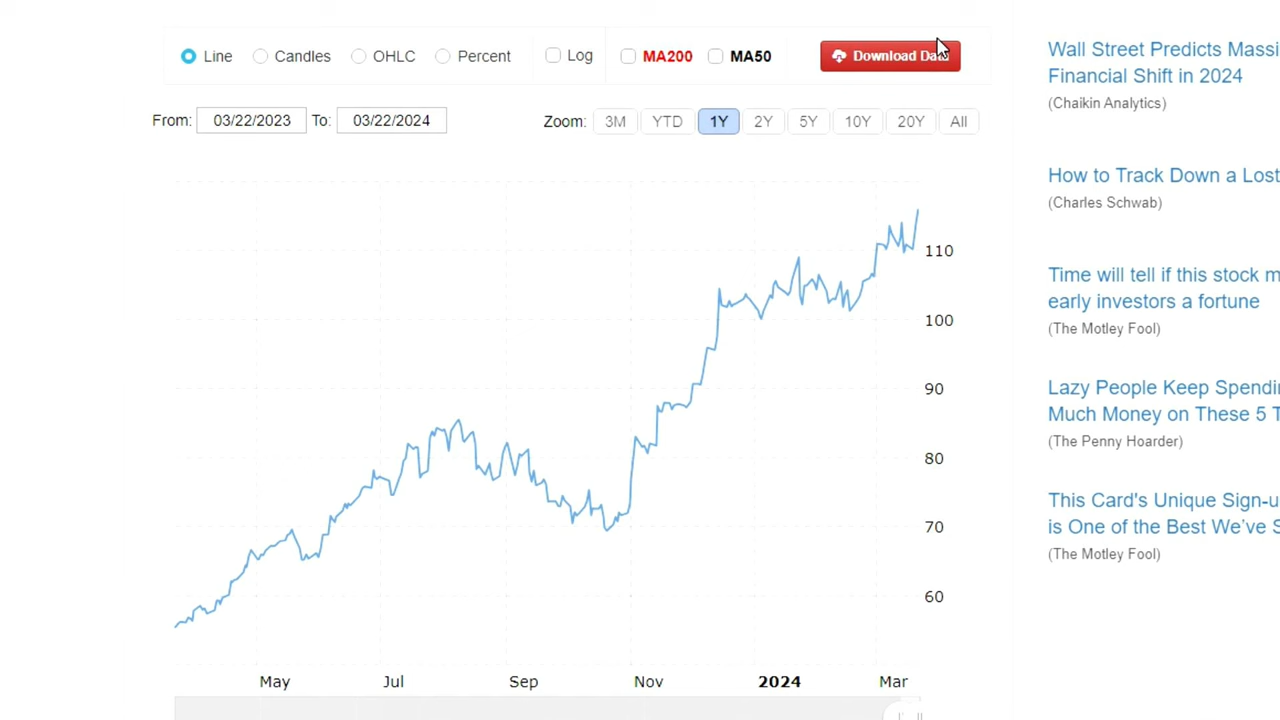 Line Candles OHLC Percent Log MA200 MA50 Download Data
From: 03/22/2023 To: 03/22/2024 Zoom: 3M YTD 1Y 2Y 5Y 10Y 20Y All
110
100
90
80
70
60
May Jul Sep Nov 2024 Mar
Wall Street Predicts Massi
Financial Shift in 2024
(Chaikin Analytics)
How to Track Down a Lost
(Charles Schwab)
Time will tell if this stock m
early investors a fortune
(The Motley Fool)
Lazy People Keep Spendin
Much Money on These 5 T
(The Penny Hoarder)
This Card's Unique Sign-u
is One of the Best We've S
(The Motley Fool)